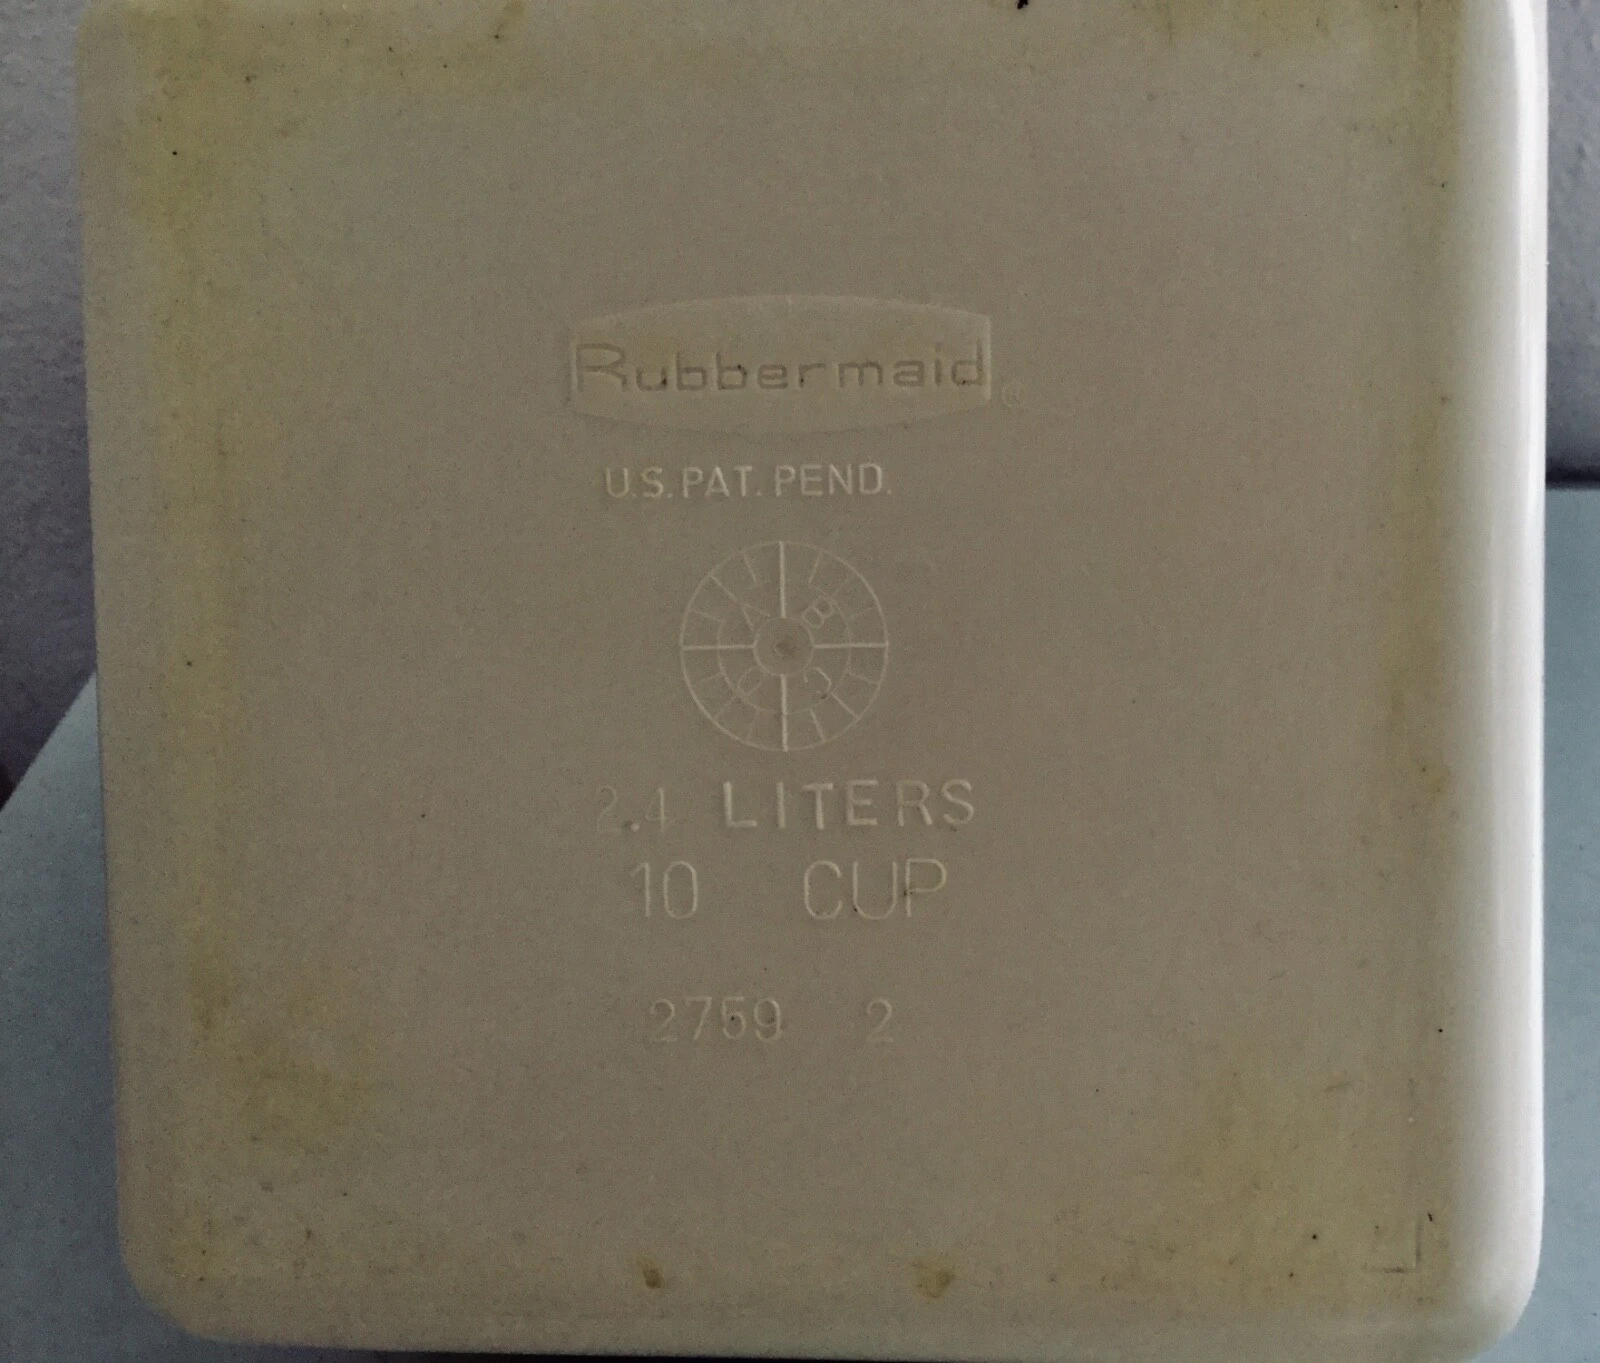 Rubbermaid ®
U.S. PAT. PEND.
A B
D C
2.4 LITERS
10 CUP
2759 2